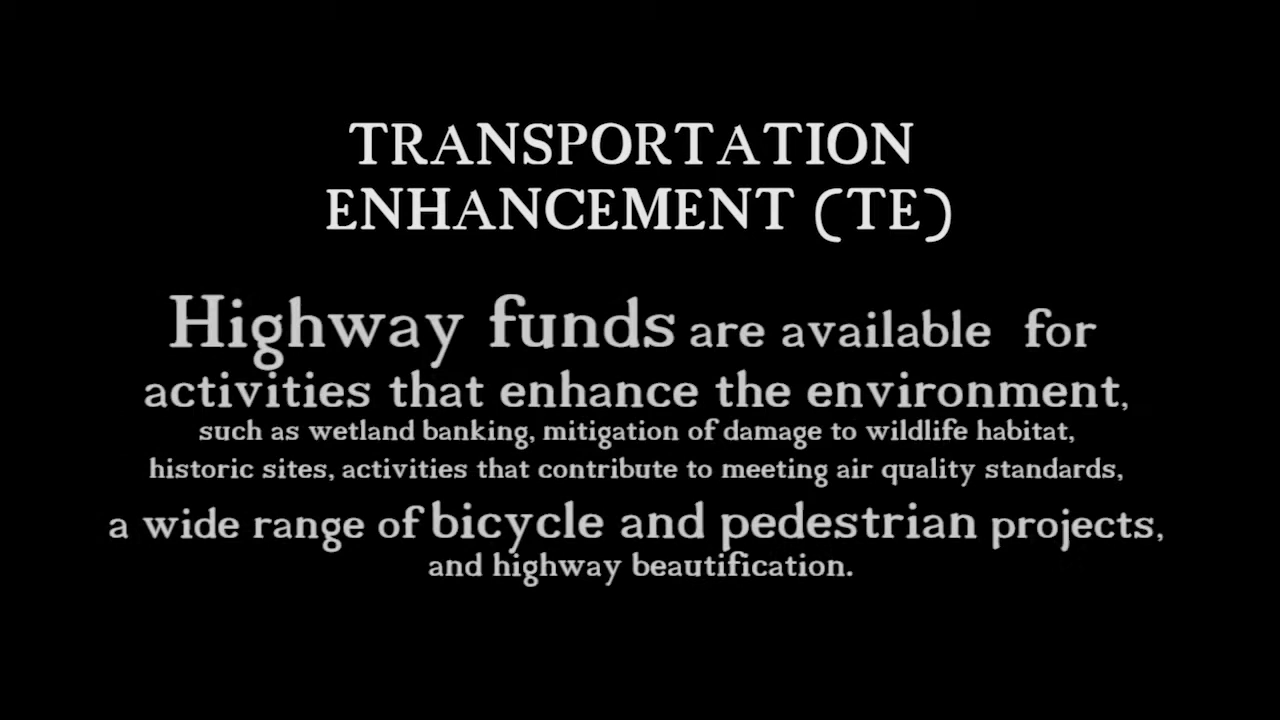 TRANSPORTATION
ENHANCEMENT (TE)
Highway funds are available for
activities that enhance the environment,
such as wetland banking, mitigation of damage to wildlife habitat,
historic sites, activities that contribute to meeting air quality standards,
a wide range of bicycle and pedestrian projects,
and highway beautification.